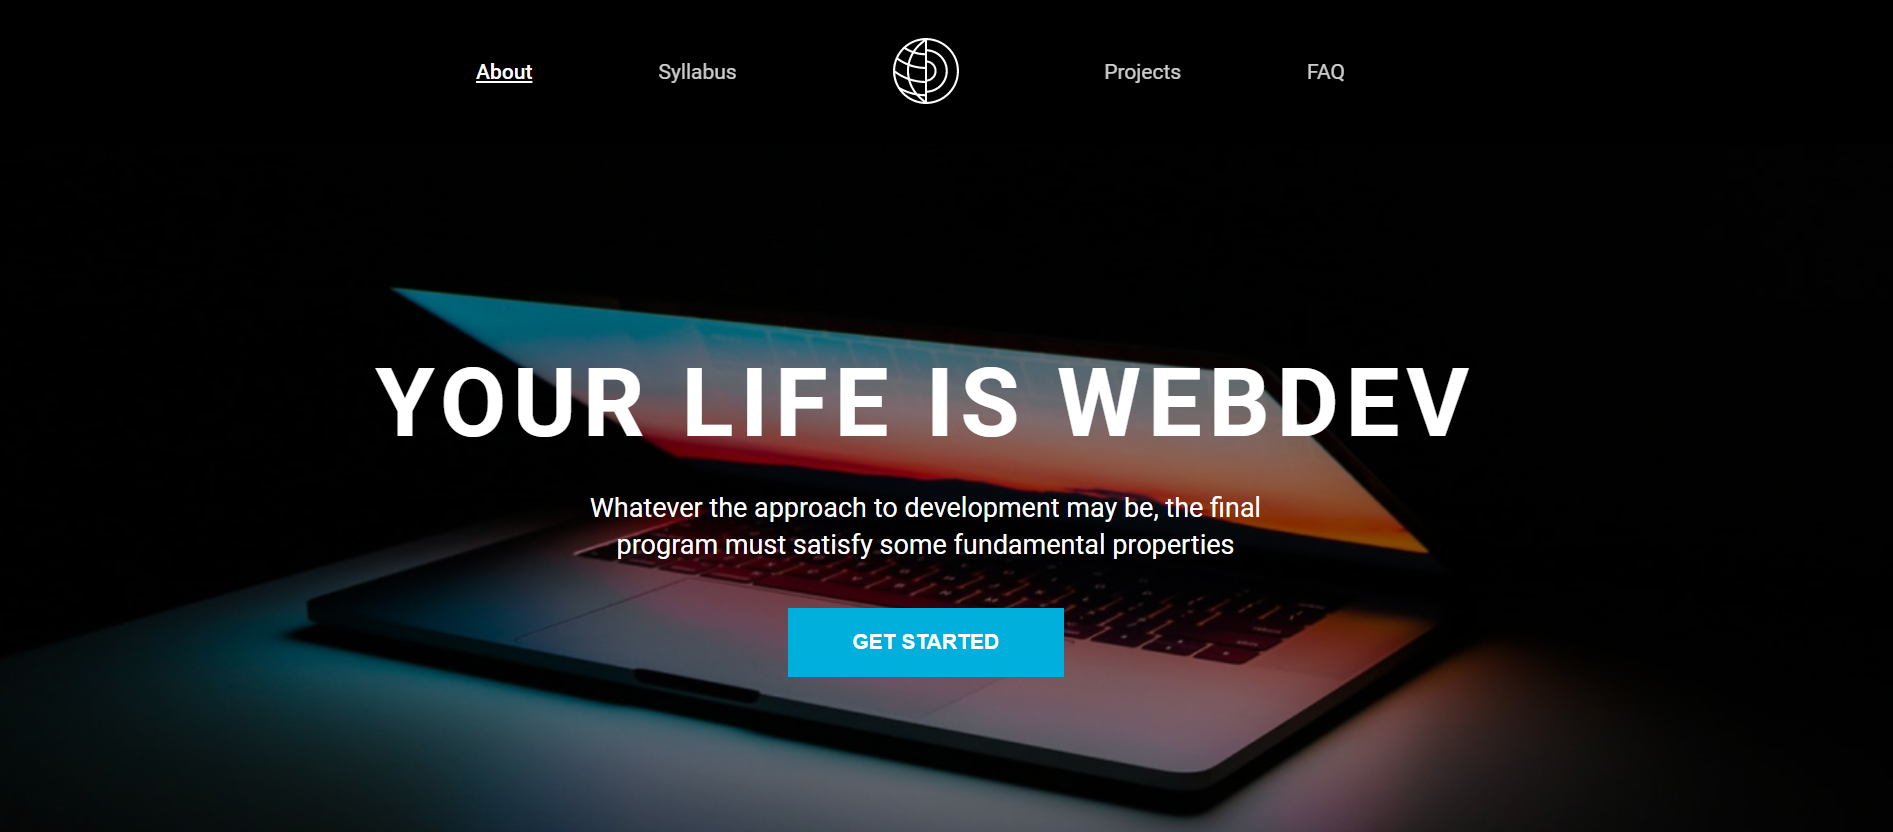 About
Syllabus
Projects
FAQ
YOUR LIFE IS WEBDEV
Whatever the approach to development may be, the final
program must satisfy some fundamental properties
GET STARTED